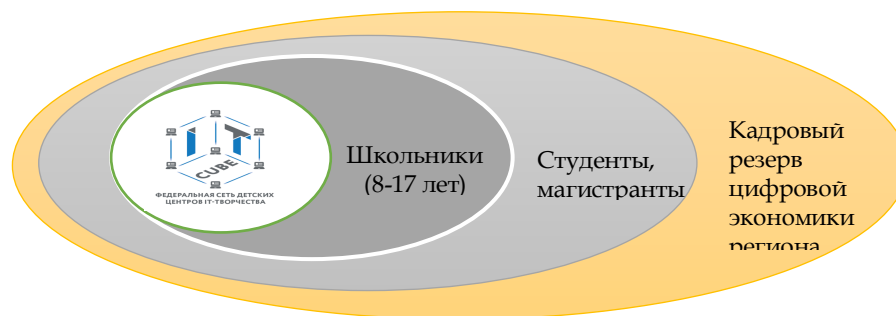 IT
CUBE
ФЕДЕРАЛЬНАЯ СЕТЬ ДЕТСКИХ
ЦЕНТРОВ IT-ТВОРЧЕСТВА
Школьники
(8-17 лет)
Студенты,
магистранты
Кадровый
резерв
цифровой
экономики
региона